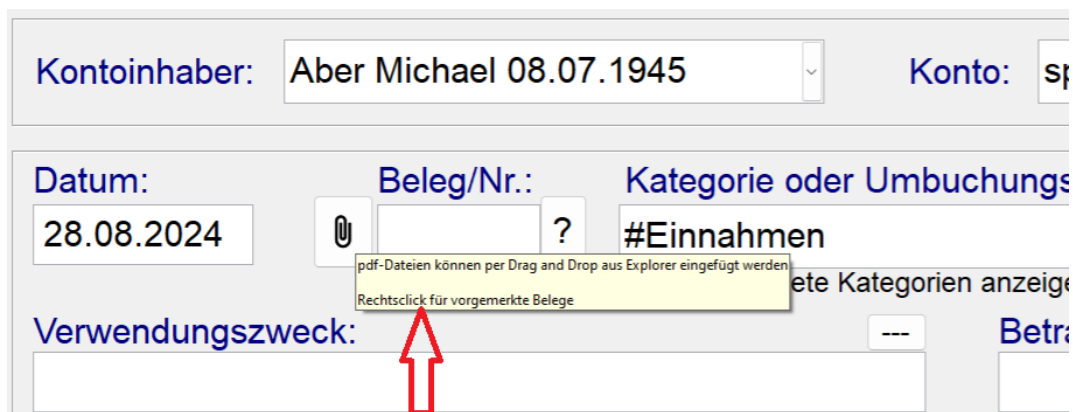 Kontoinhaber: Aber Michael 08.07.1945 Konto:
Datum: Beleg/Nr.: Kategorie oder Umbuchungs
28.08.2024 ? #Einnahmen
pdf-Dateien können per Drag and Drop aus Explorer eingefügt werden
ete Kategorien anzeige
Rechtsclick für vorgemerkte Belege
Verwendungszweck: --- Betra